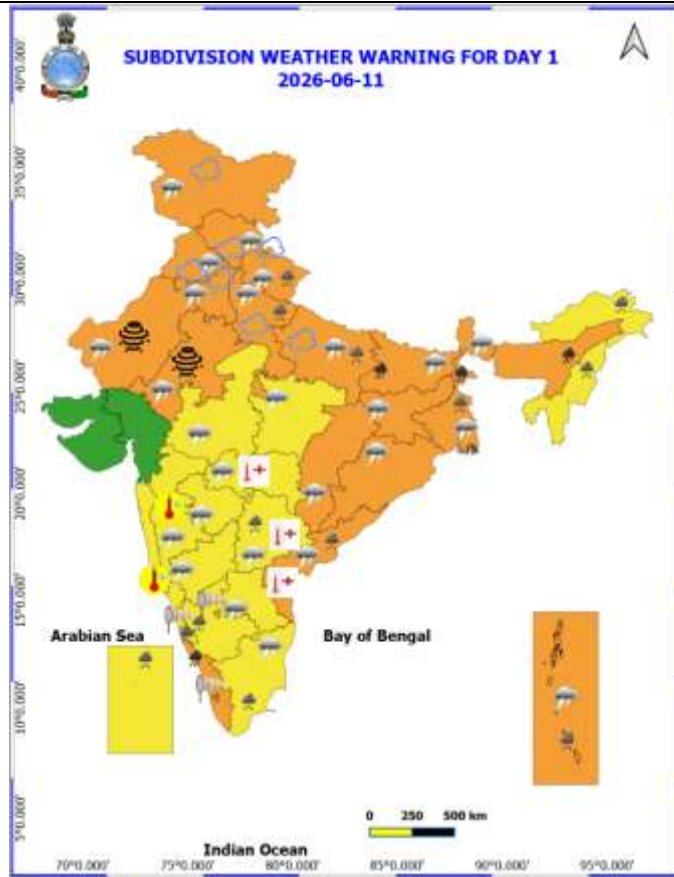 SUBDIVISION WEATHER WARNING FOR DAY 1
2026-06-11
40°0.000'
35°0.000'
30°0.000'
25°0.000'
20°0.000'
15°0.000'
10°0.000'
5°0.000'
Arabian Sea
Bay of Bengal
0 250 500 km
Indian Ocean
70°0.000' 75°0.000' 80°0.000' 85°0.000' 90°0.000' 95°0.000'